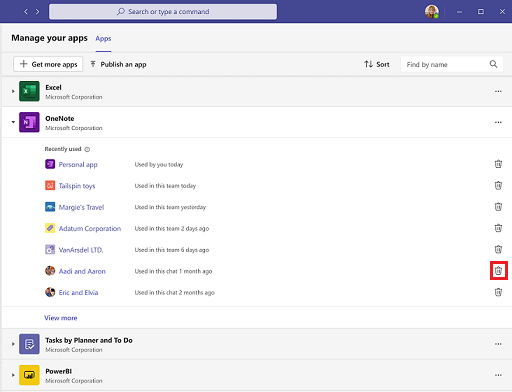 Search or type a command
Manage your apps Apps
Get more apps Publish an app Sort Find by name
Excel
Microsoft Corporation
OneNote
Microsoft Corporation
Recently used
Personal app Used by you today
Tailspin toys Used in this team today
Margie's Travel Used in this team yesterday
Adatum Corporation Used in this team 2 days ago
VanArsdel LTD. Used in this team 6 days ago
Aadi and Aaron Used in this chat 1 month ago
Eric and Elvia Used in this chat 2 months ago
View more
Tasks by Planner and To Do
Microsoft Corporation
PowerBI
Microsoft Corporation